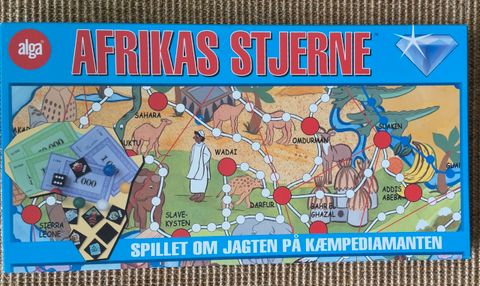 alga
AFRIKAS STJERNE
SAHARA
SUAKIN
OMDURMAN
WADAI
DARFUR
BAHR EL
GHAZAL
ADDIS
ABEBA
SLAVE-
KYSTEN
SIERRA
LEONE
SPILLET OM JAGTEN PÅ KÆMPEDIAMANTEN